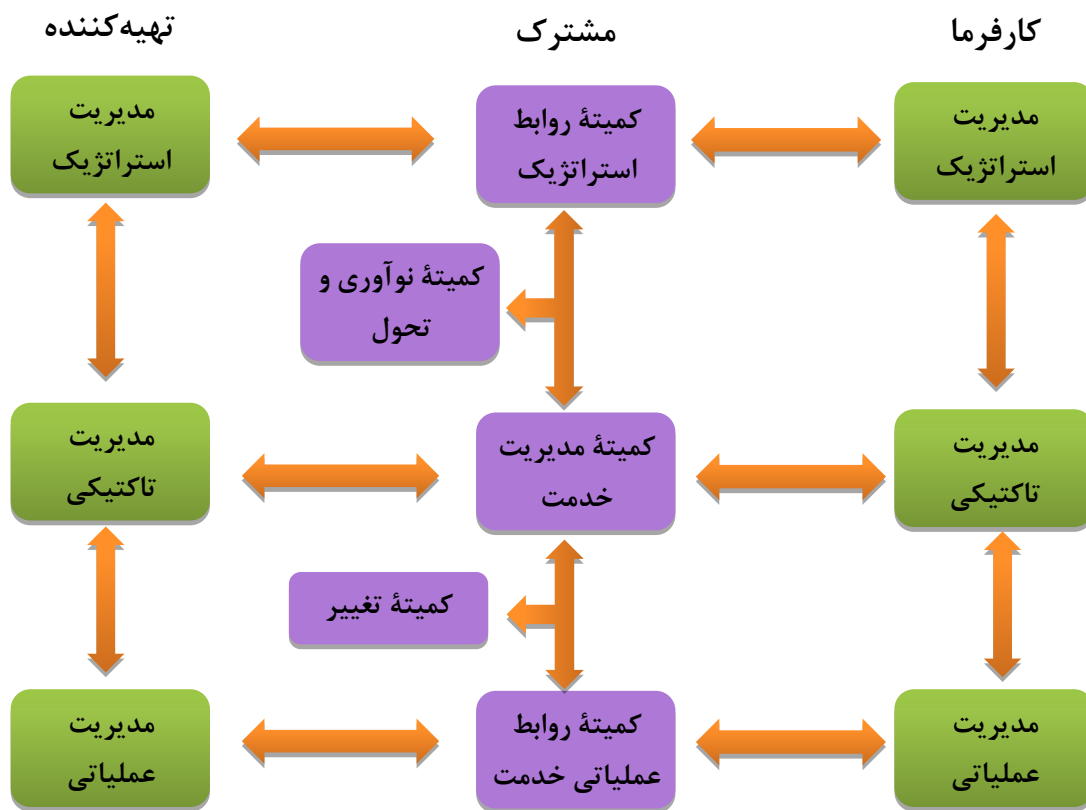 کارفرما
مشترک
تهیه‌کننده
مدیریت
استراتژیک
کمیتهٔ روابط
استراتژیک
مدیریت
استراتژیک
کمیتهٔ نوآوری و
تحول
مدیریت
تاکتیکی
کمیتهٔ مدیریت
خدمت
مدیریت
تاکتیکی
کمیتهٔ تغییر
مدیریت
عملیاتی
کمیتهٔ روابط
عملیاتی خدمت
مدیریت
عملیاتی